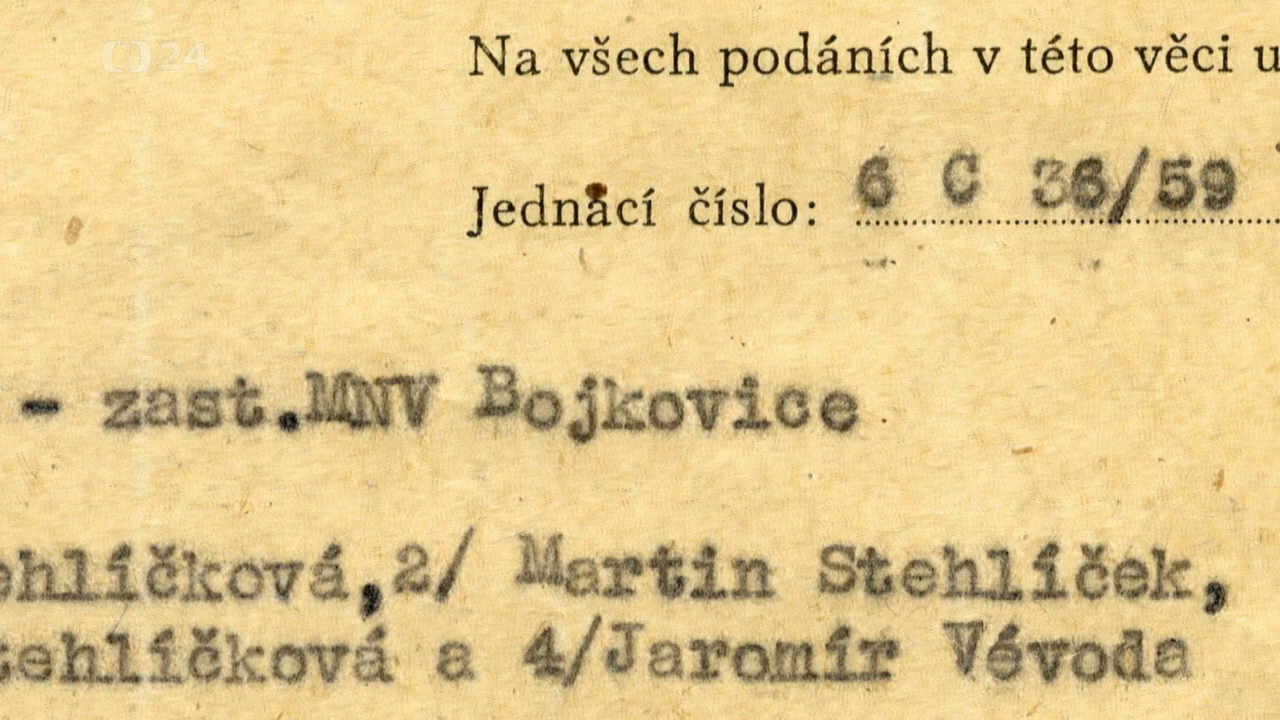 24
Na všech podáních v této věci u
Jednací číslo: 6 C 36/59
- zast.MNV Bojkovice
ehlíčková,2/ Martin Stehlíček,
tehlíčková a 4/Jaromír Vévoda